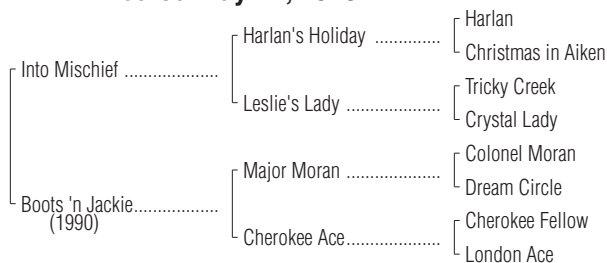 Harlan
Harlan's Holiday ................
Christmas in Aiken
Into Mischief ...................
Tricky Creek
Leslie's Lady ...................
Crystal Lady
Colonel Moran
Major Moran ...................
Dream Circle
Boots 'n Jackie.................
(1990)
Cherokee Fellow
Cherokee Ace...................
London Ace